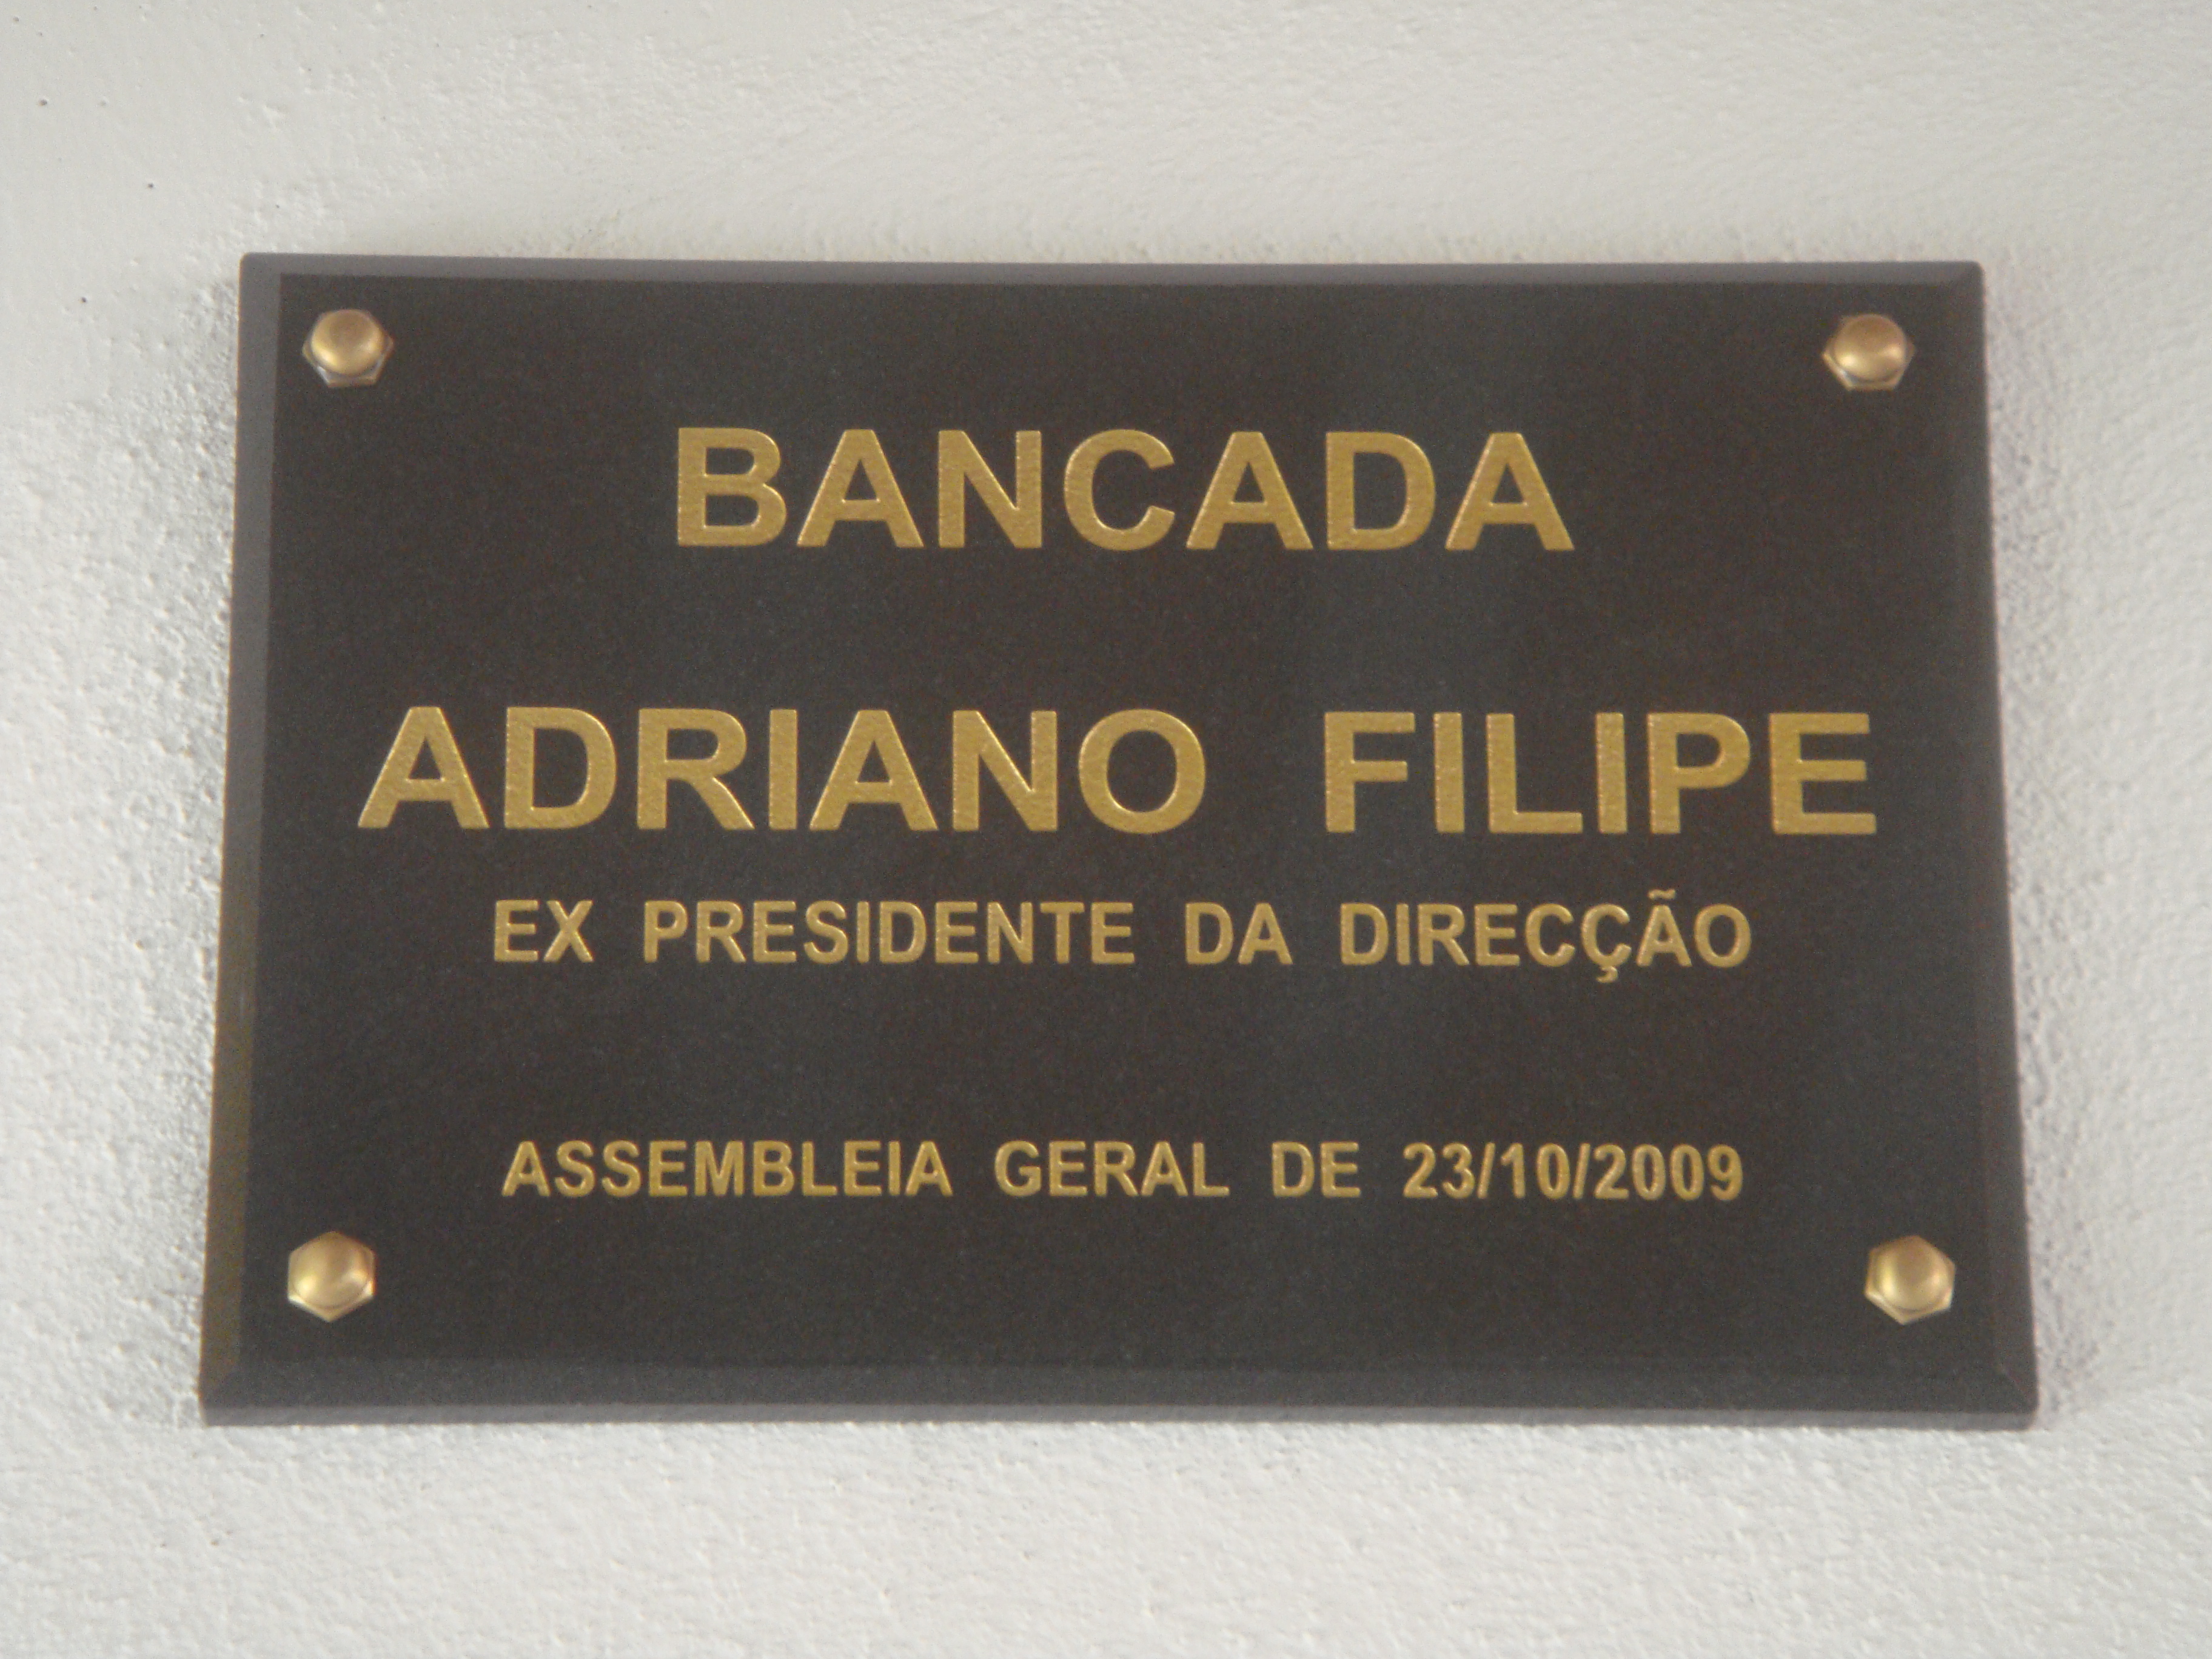 BANCADA
ADRIANO FILIPE
EX PRESIDENTE DA DIRECÇÃO
ASSEMBLEIA GERAL DE 23/10/2009